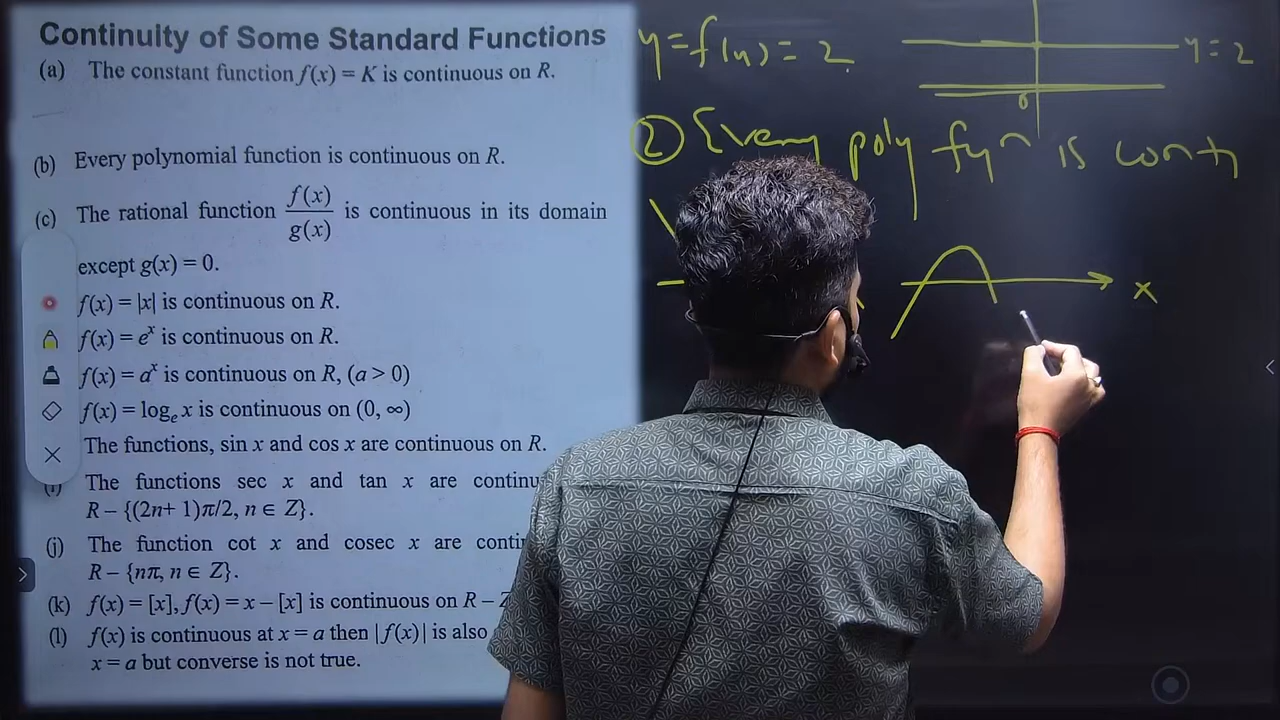 Continuity of Some Standard Functions
(a) The constant function f(x) = K is continuous on R.
(b) Every polynomial function is continuous on R.
(c) The rational function f(x)/g(x) is continuous in its domain
except g(x) = 0.
f(x) = |x| is continuous on R.
f(x) = eˣ is continuous on R.
f(x) = aˣ is continuous on R, (a > 0)
f(x) = logₑ x is continuous on (0, ∞)
The functions, sin x and cos x are continuous on R.
The functions sec x and tan x are continu
R – {(2n+ 1)π/2, n ∈ Z}.
(j) The function cot x and cosec x are conti
R – {nπ, n ∈ Z}.
(k) f(x) = [x], f(x) = x – [x] is continuous on R –
(l) f(x) is continuous at x = a then |f(x)| is also
x = a but converse is not true.
y = f(x) = 2
y = 2
0
② Every poly fun is cont
x